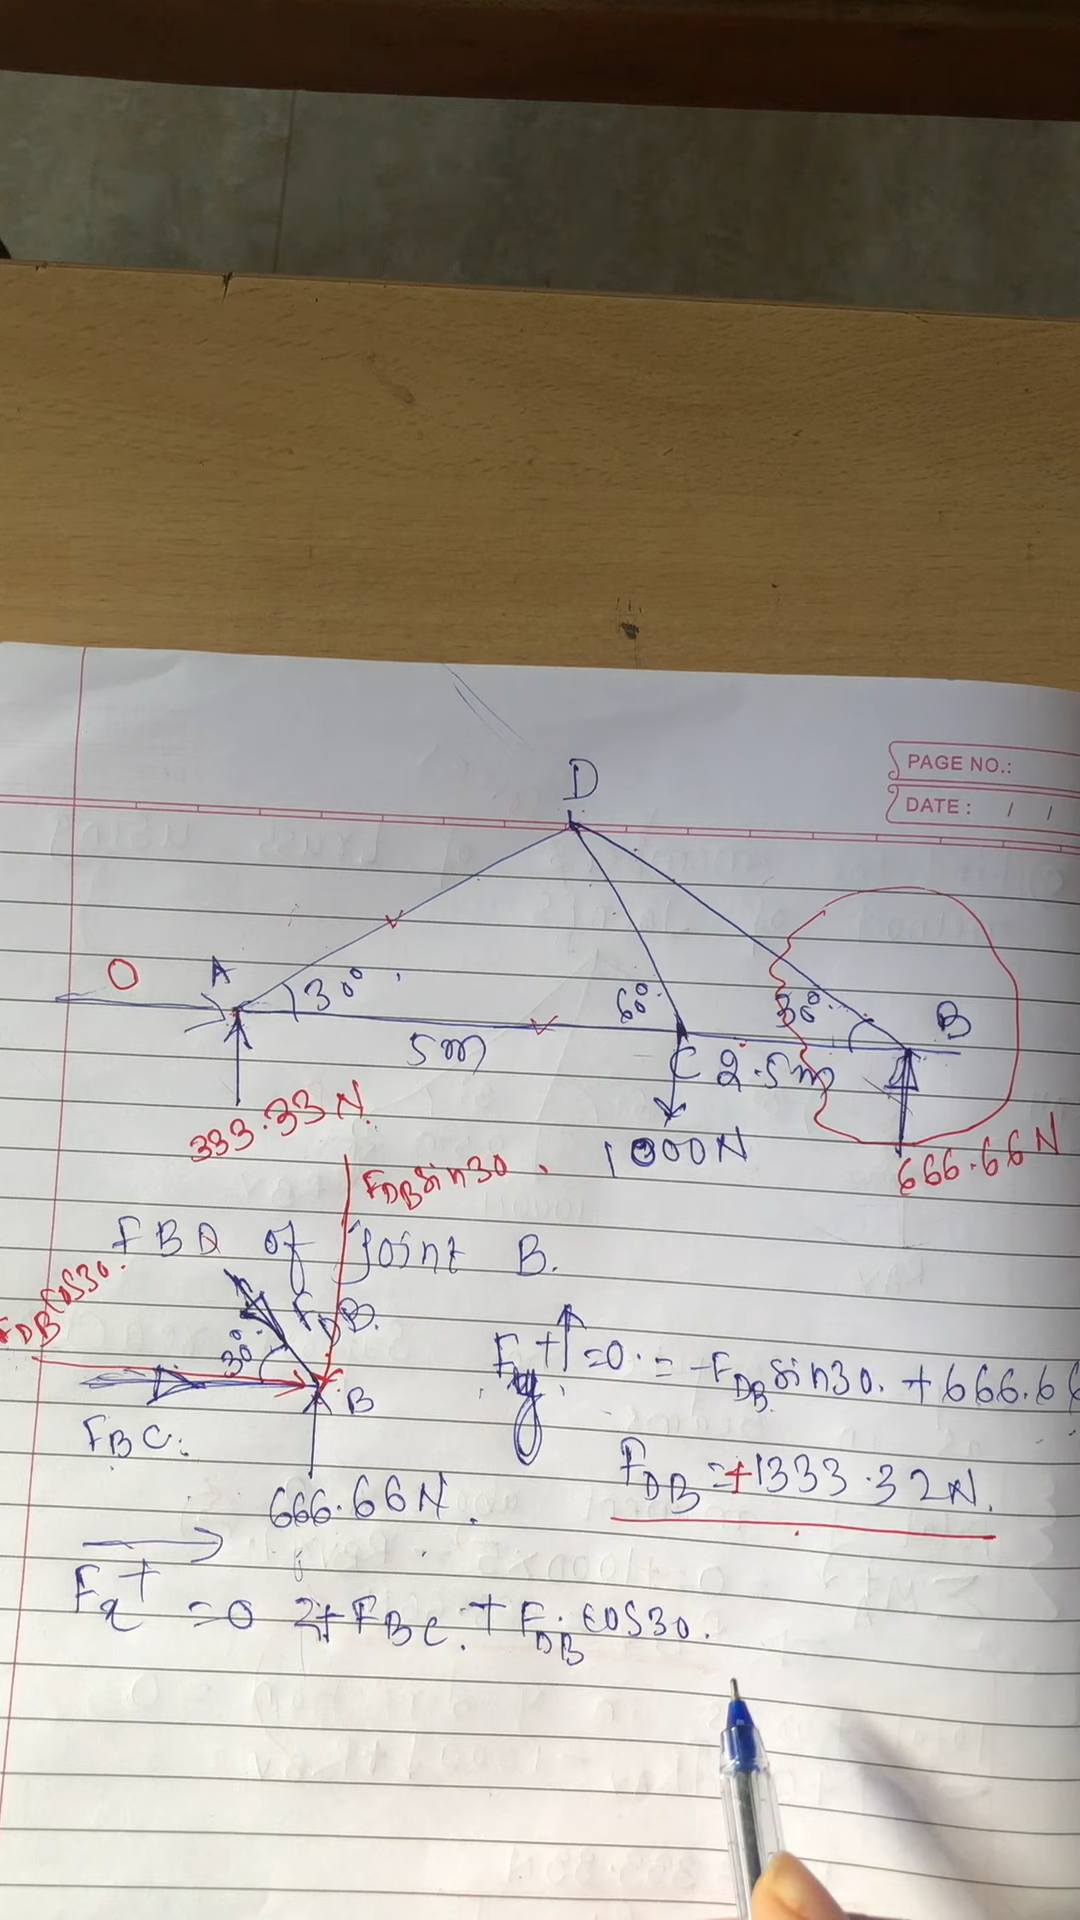 D
PAGE NO.:
DATE: / /
O A 30° 60° 30° B
5m C 2.5m
333.33 N. 1000N 666.66 N
FDB sin30
FBD of Joint B.
FDB cos30.
30° FDB.
B
FBC.
666.66 N.
Fy +↑ =0. = -FDB sin30. + 666.6
FDB = +1333.32N.
→
Fx + =0 + FBC. + FDB cos30.